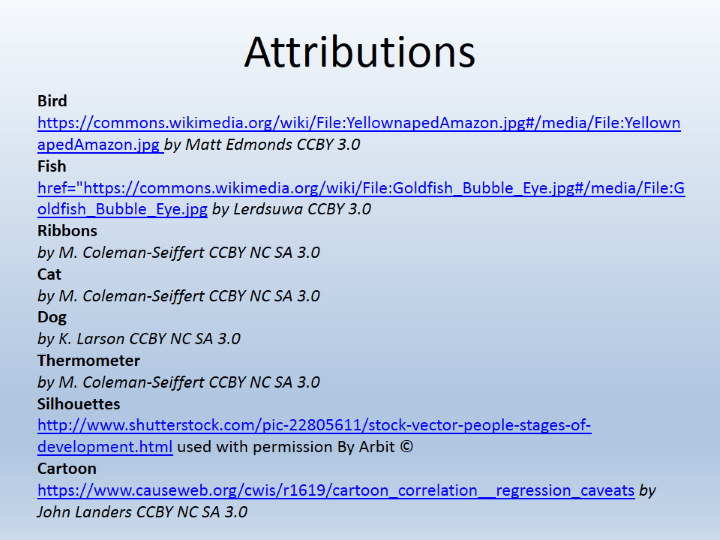 Attributions
Bird
https://commons.wikimedia.org/wiki/File:YellownapedAmazon.jpg#/media/File:Yellown
apedAmazon.jpg by Matt Edmonds CCBY 3.0
Fish
href="https://commons.wikimedia.org/wiki/File:Goldfish_Bubble_Eye.jpg#/media/File:G
oldfish_Bubble_Eye.jpg by Lerdsuwa CCBY 3.0
Ribbons
by M. Coleman-Seiffert CCBY NC SA 3.0
Cat
by M. Coleman-Seiffert CCBY NC SA 3.0
Dog
by K. Larson CCBY NC SA 3.0
Thermometer
by M. Coleman-Seiffert CCBY NC SA 3.0
Silhouettes
http://www.shutterstock.com/pic-22805611/stock-vector-people-stages-of-
development.html used with permission By Arbit ©
Cartoon
https://www.causeweb.org/cwis/r1619/cartoon_correlation__regression_caveats by
John Landers CCBY NC SA 3.0